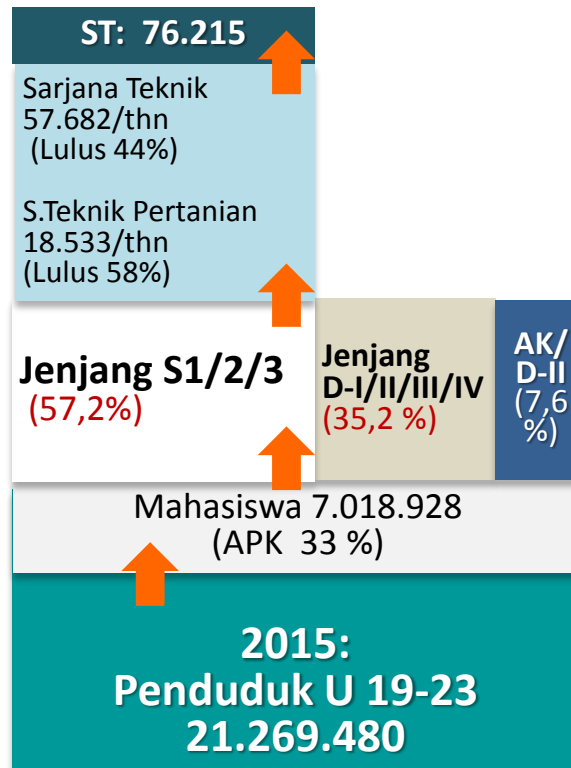 ST: 76.215
Sarjana Teknik
57.682/thn
(Lulus 44%)
S.Teknik Pertanian
18.533/thn
(Lulus 58%)
Jenjang S1/2/3
(57,2%)
Jenjang
D-I/II/III/IV
(35,2 %)
AK/
D-II
(7,6
%)
Mahasiswa 7.018.928
(APK 33 %)
2015:
Penduduk U 19-23
21.269.480